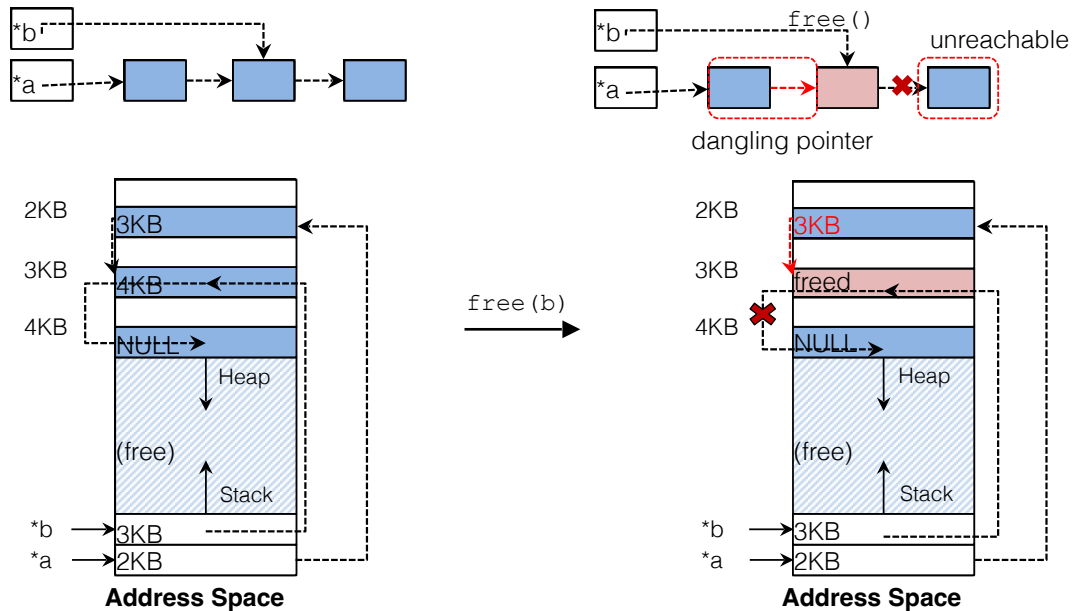 *b
*a
free()
*b
unreachable
*a
dangling pointer
2KB
3KB
3KB
4KB
4KB
NULL
Heap
(free)
Stack
*b
3KB
*a
2KB
Address Space
free(b)
2KB
3KB
3KB
freed
4KB
NULL
Heap
(free)
Stack
*b
3KB
*a
2KB
Address Space